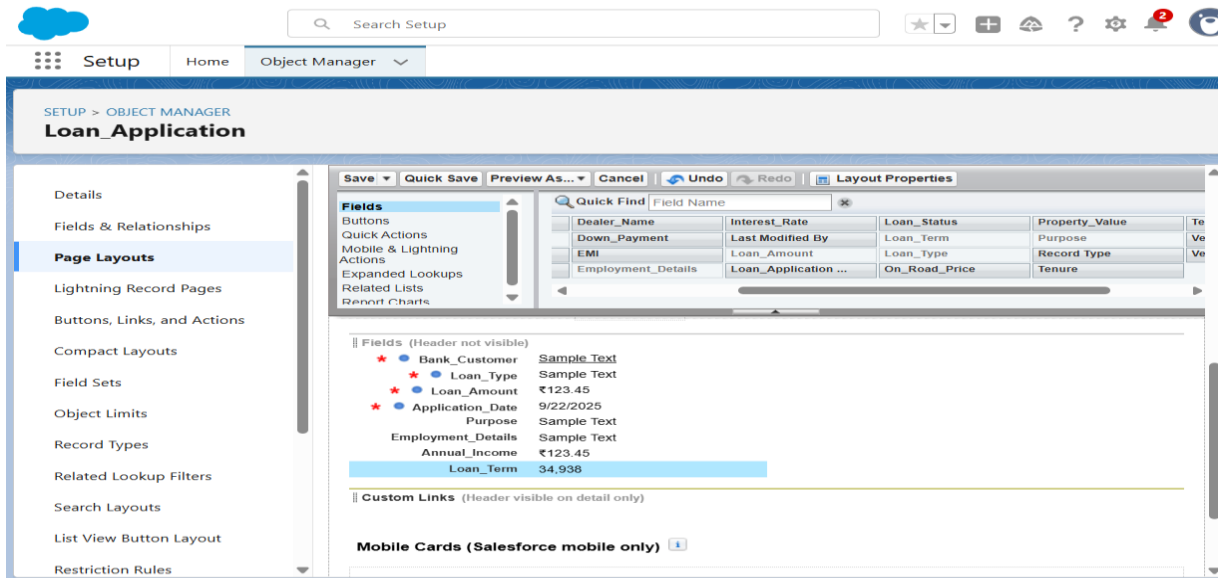 Search Setup
2
Setup Home Object Manager
SETUP > OBJECT MANAGER
Loan_Application
Details
Fields & Relationships
Page Layouts
Lightning Record Pages
Buttons, Links, and Actions
Compact Layouts
Field Sets
Object Limits
Record Types
Related Lookup Filters
Search Layouts
List View Button Layout
Restriction Rules
Save Quick Save Preview As... Cancel Undo Redo Layout Properties
Fields
Buttons
Quick Actions
Mobile & Lightning
Actions
Expanded Lookups
Related Lists
Report Charts
Quick Find Field Name
Dealer_Name Interest_Rate Loan_Status Property_Value Te
Down_Payment Last Modified By Loan_Term Purpose Ve
EMI Loan_Amount Loan_Type Record Type Ve
Employment_Details Loan_Application ... On_Road_Price Tenure
Fields (Header not visible)
* Bank_Customer Sample Text
* Loan_Type Sample Text
* Loan_Amount ₹123.45
* Application_Date 9/22/2025
Purpose Sample Text
Employment_Details Sample Text
Annual_Income ₹123.45
Loan_Term 34,938
Custom Links (Header visible on detail only)
Mobile Cards (Salesforce mobile only) i